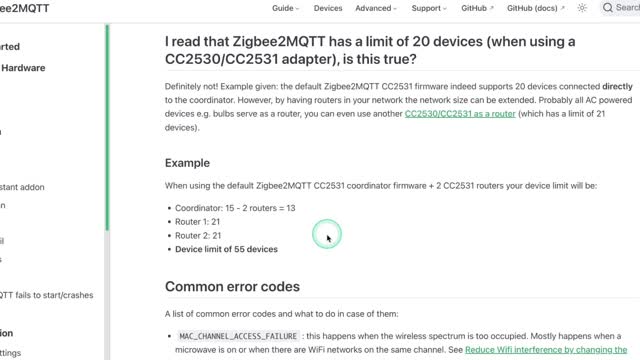 ee2MQTT
Guide
Devices
Advanced
Support
GitHub
GitHub (docs)
Search
arted
Hardware
stant addon
TT fails to start/crashes
ttings
I read that Zigbee2MQTT has a limit of 20 devices (when using a
CC2530/CC2531 adapter), is this true?
Definitely not! Example given: the default Zigbee2MQTT CC2531 firmware indeed supports 20 devices connected directly
to the coordinator. However, by having routers in your network the network size can be extended. Probably all AC powered
devices e.g. bulbs serve as a router, you can even use another CC2530/CC2531 as a router (which has a limit of 21
devices).
Example
When using the default Zigbee2MQTT CC2531 coordinator firmware + 2 CC2531 routers your device limit will be:
• Coordinator: 15 - 2 routers = 13
• Router 1: 21
• Router 2: 21
• Device limit of 55 devices
Common error codes
A list of common error codes and what to do in case of them:
• MAC_CHANNEL_ACCESS_FAILURE : this happens when the wireless spectrum is too occupied. Mostly happens when a
microwave is on or when there are WiFi networks on the same channel. See Reduce Wifi interference by changing the